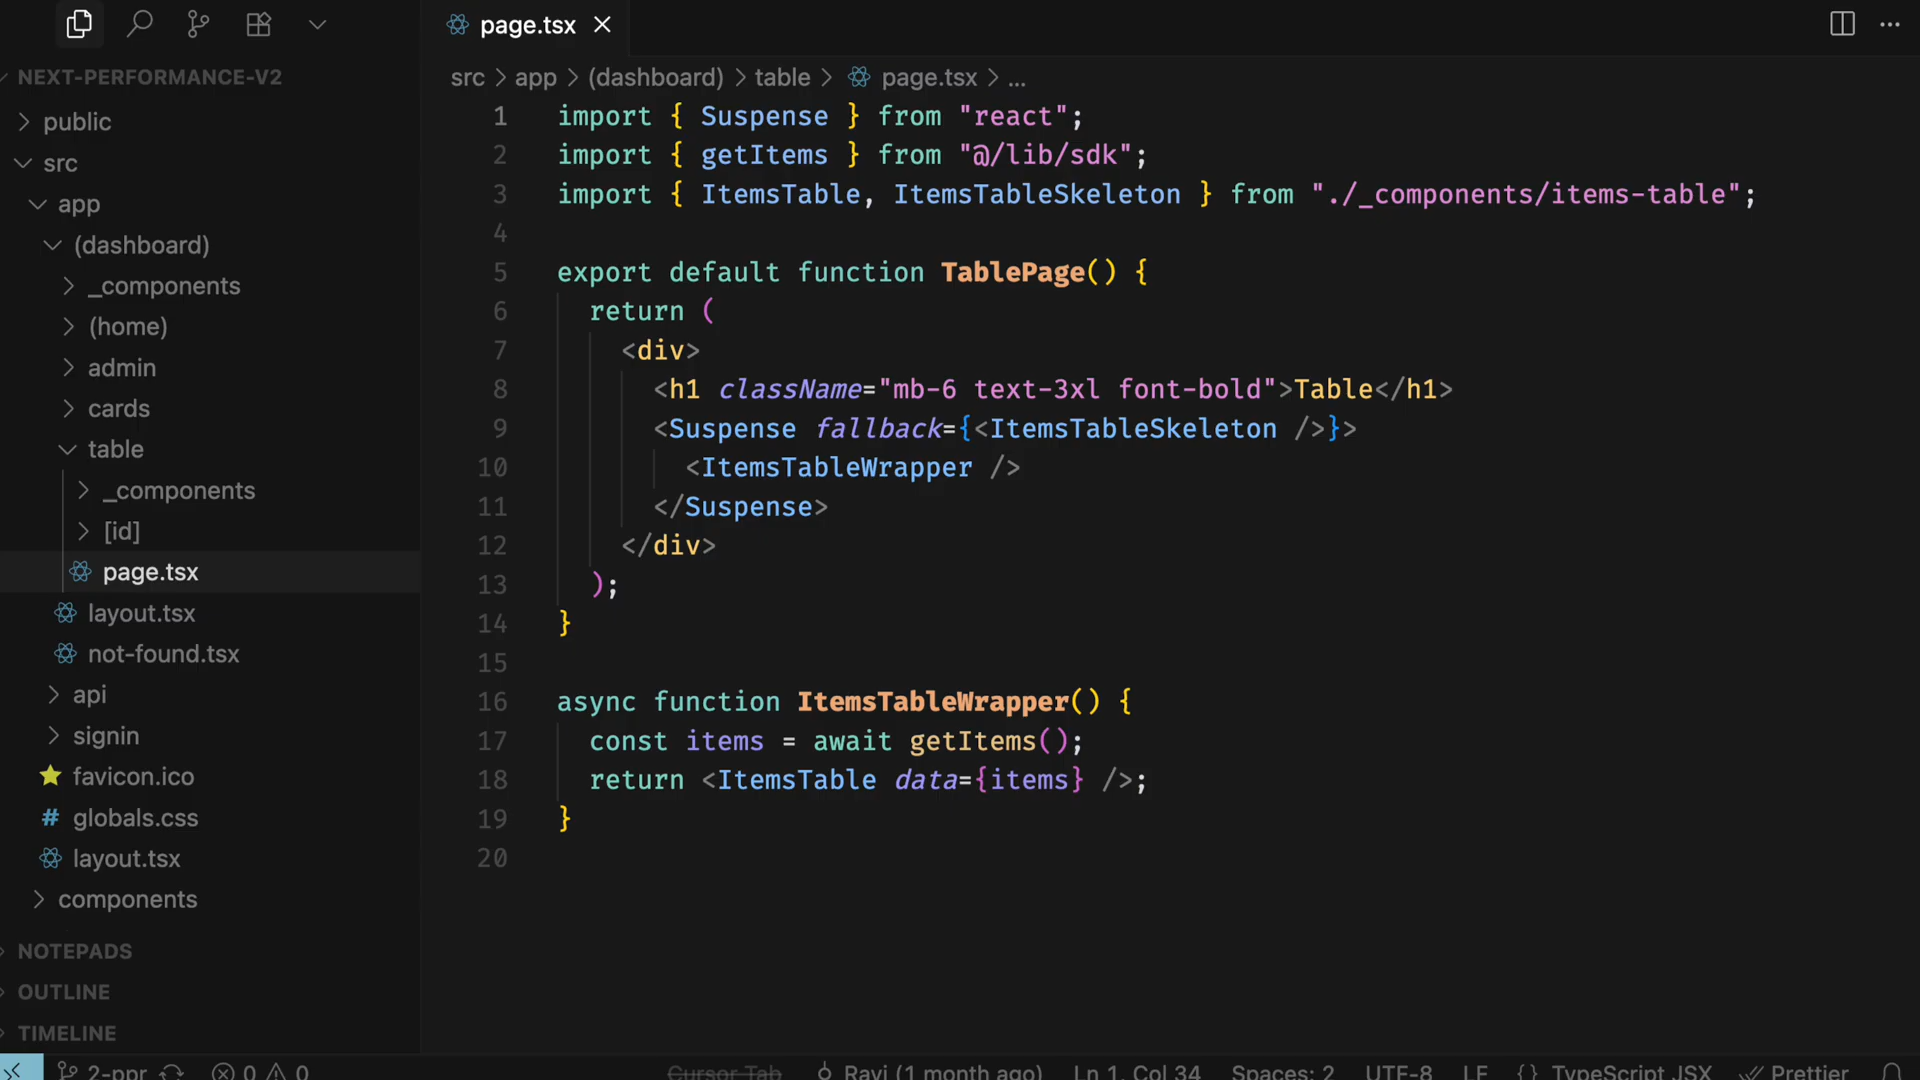 page.tsx
NEXT-PERFORMANCE-V2
public
src
app
(dashboard)
_components
(home)
admin
cards
table
_components
[id]
page.tsx
layout.tsx
not-found.tsx
api
signin
favicon.ico
# globals.css
layout.tsx
components
NOTEPADS
OUTLINE
TIMELINE
src > app > (dashboard) > table > page.tsx > ...
1 import { Suspense } from "react";
2 import { getItems } from "@/lib/sdk";
3 import { ItemsTable, ItemsTableSkeleton } from "./_components/items-table";
4
5 export default function TablePage() {
6 return (
7 <div>
8 <h1 className="mb-6 text-3xl font-bold">Table</h1>
9 <Suspense fallback={<ItemsTableSkeleton />}>
10 <ItemsTableWrapper />
11 </Suspense>
12 </div>
13 );
14 }
15
16 async function ItemsTableWrapper() {
17 const items = await getItems();
18 return <ItemsTable data={items} />;
19 }
20
2-ppr 0 0 Cursor Tab Ravi (1 month ago) Ln 1, Col 34 Spaces: 2 UTF-8 LF {} TypeScript JSX Prettier